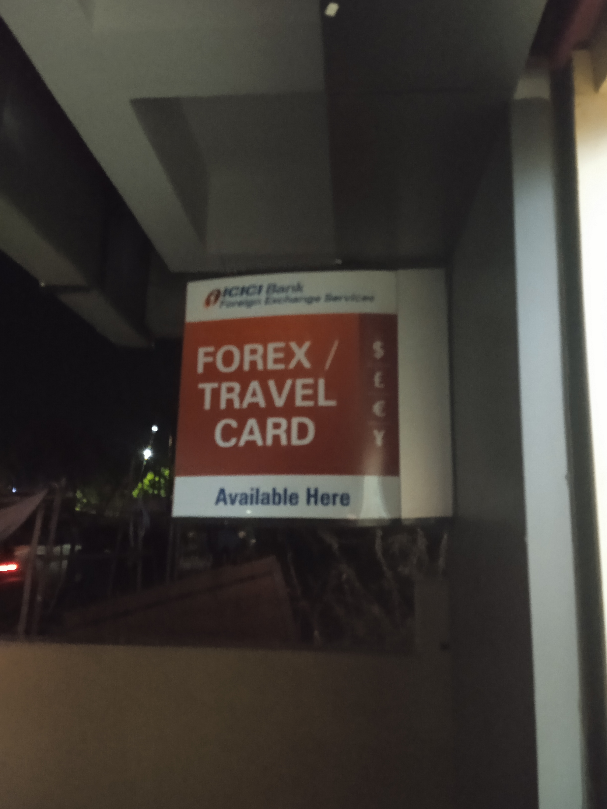 ICICI Bank
Foreign Exchange Services
FOREX /
TRAVEL
CARD
$
£
€
¥
Available Here